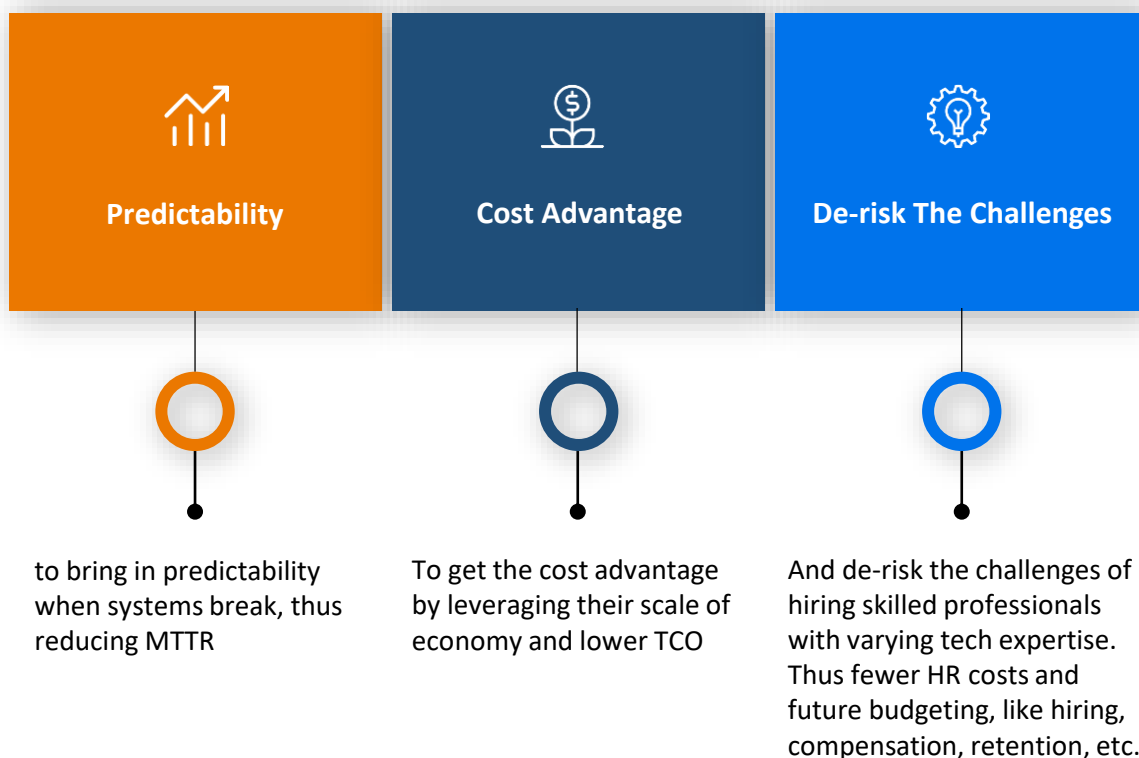 Predictability
Cost Advantage
De-risk The Challenges
to bring in predictability
when systems break, thus
reducing MTTR
To get the cost advantage
by leveraging their scale of
economy and lower TCO
And de-risk the challenges of
hiring skilled professionals
with varying tech expertise.
Thus fewer HR costs and
future budgeting, like hiring,
compensation, retention, etc.